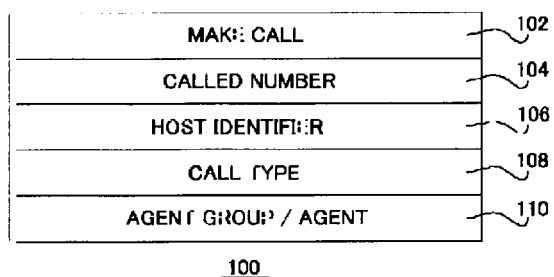 MAKE CALL 102
CALLED NUMBER 104
HOST IDENTIFIER 106
CALL TYPE 108
AGENT GROUP / AGENT 110
100